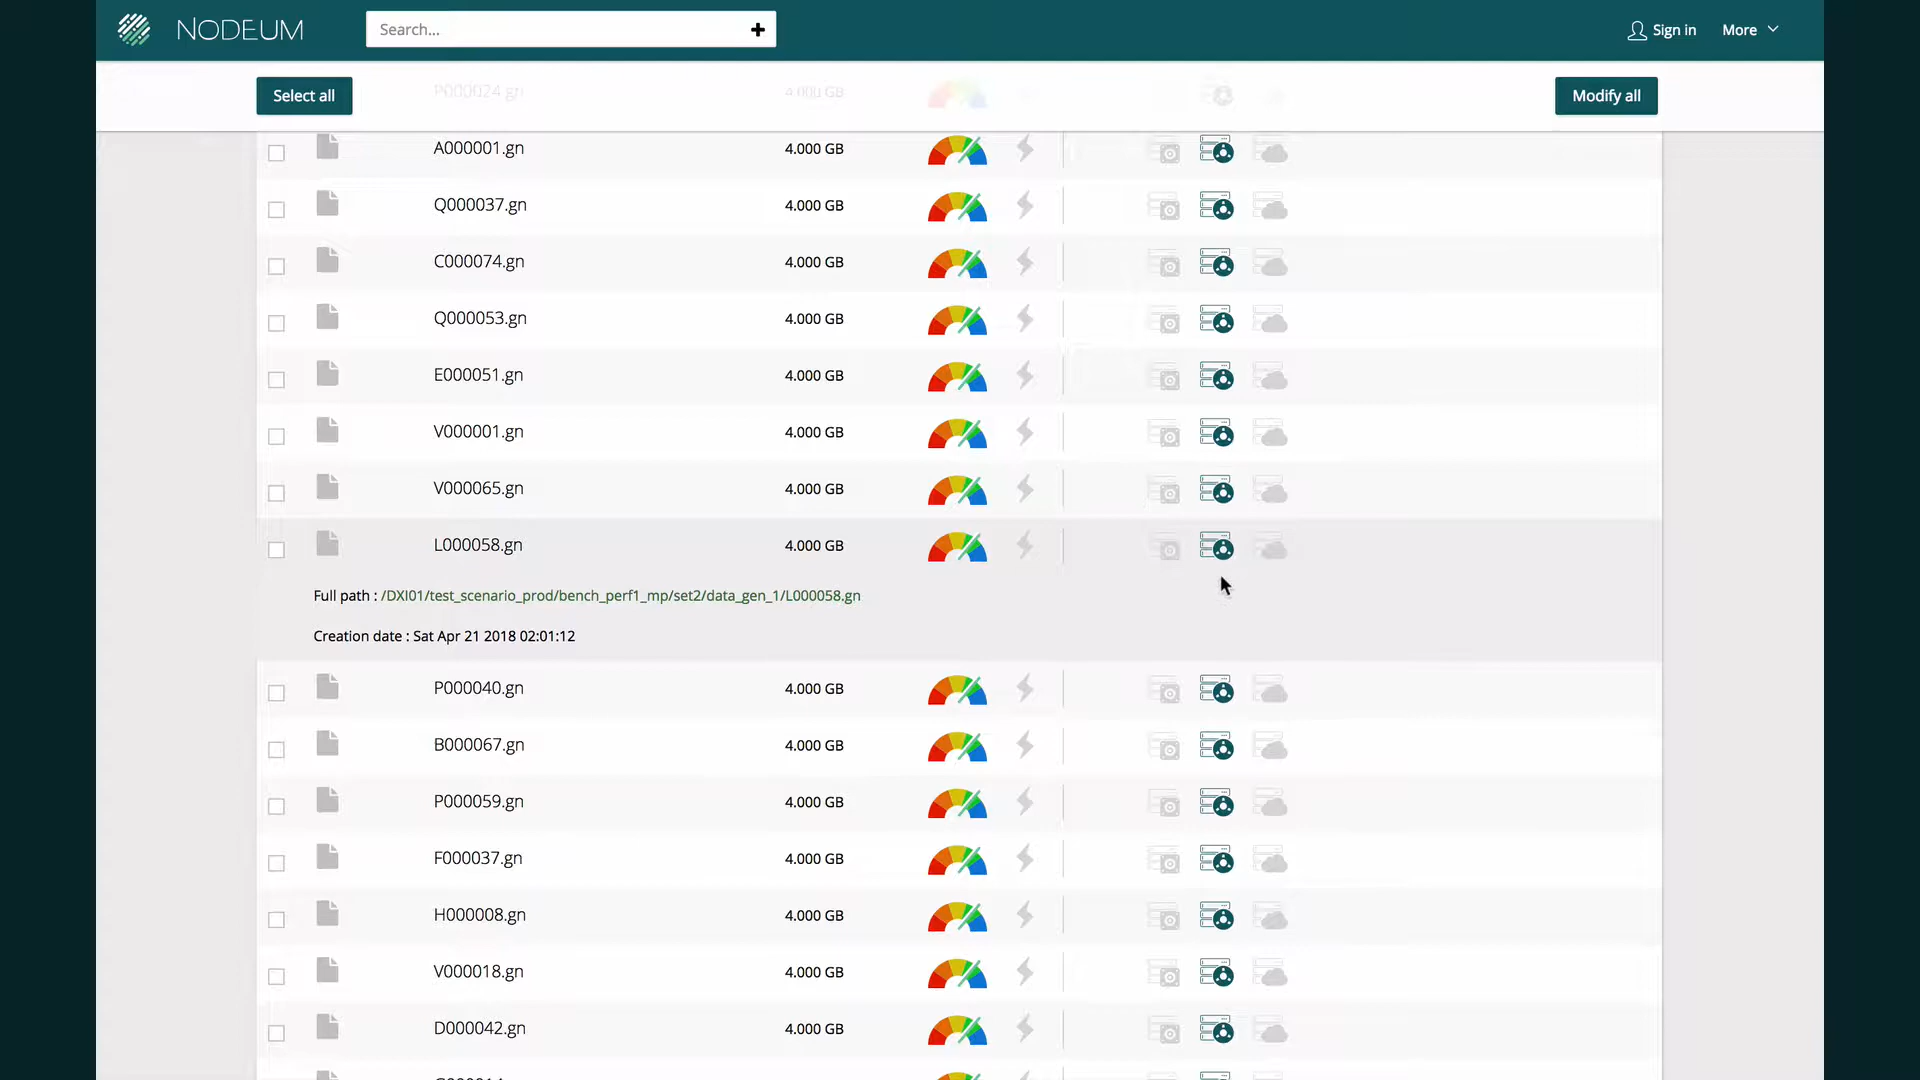 NODEUM Search... Sign in More
Select all P000024.gn 4.000 GB Modify all
A000001.gn 4.000 GB
Q000037.gn 4.000 GB
C000074.gn 4.000 GB
Q000053.gn 4.000 GB
E000051.gn 4.000 GB
V000001.gn 4.000 GB
V000065.gn 4.000 GB
L000058.gn 4.000 GB
Full path : /DXI01/test_scenario_prod/bench_perf1_mp/set2/data_gen_1/L000058.gn
Creation date : Sat Apr 21 2018 02:01:12
P000040.gn 4.000 GB
B000067.gn 4.000 GB
P000059.gn 4.000 GB
F000037.gn 4.000 GB
H000008.gn 4.000 GB
V000018.gn 4.000 GB
D000042.gn 4.000 GB